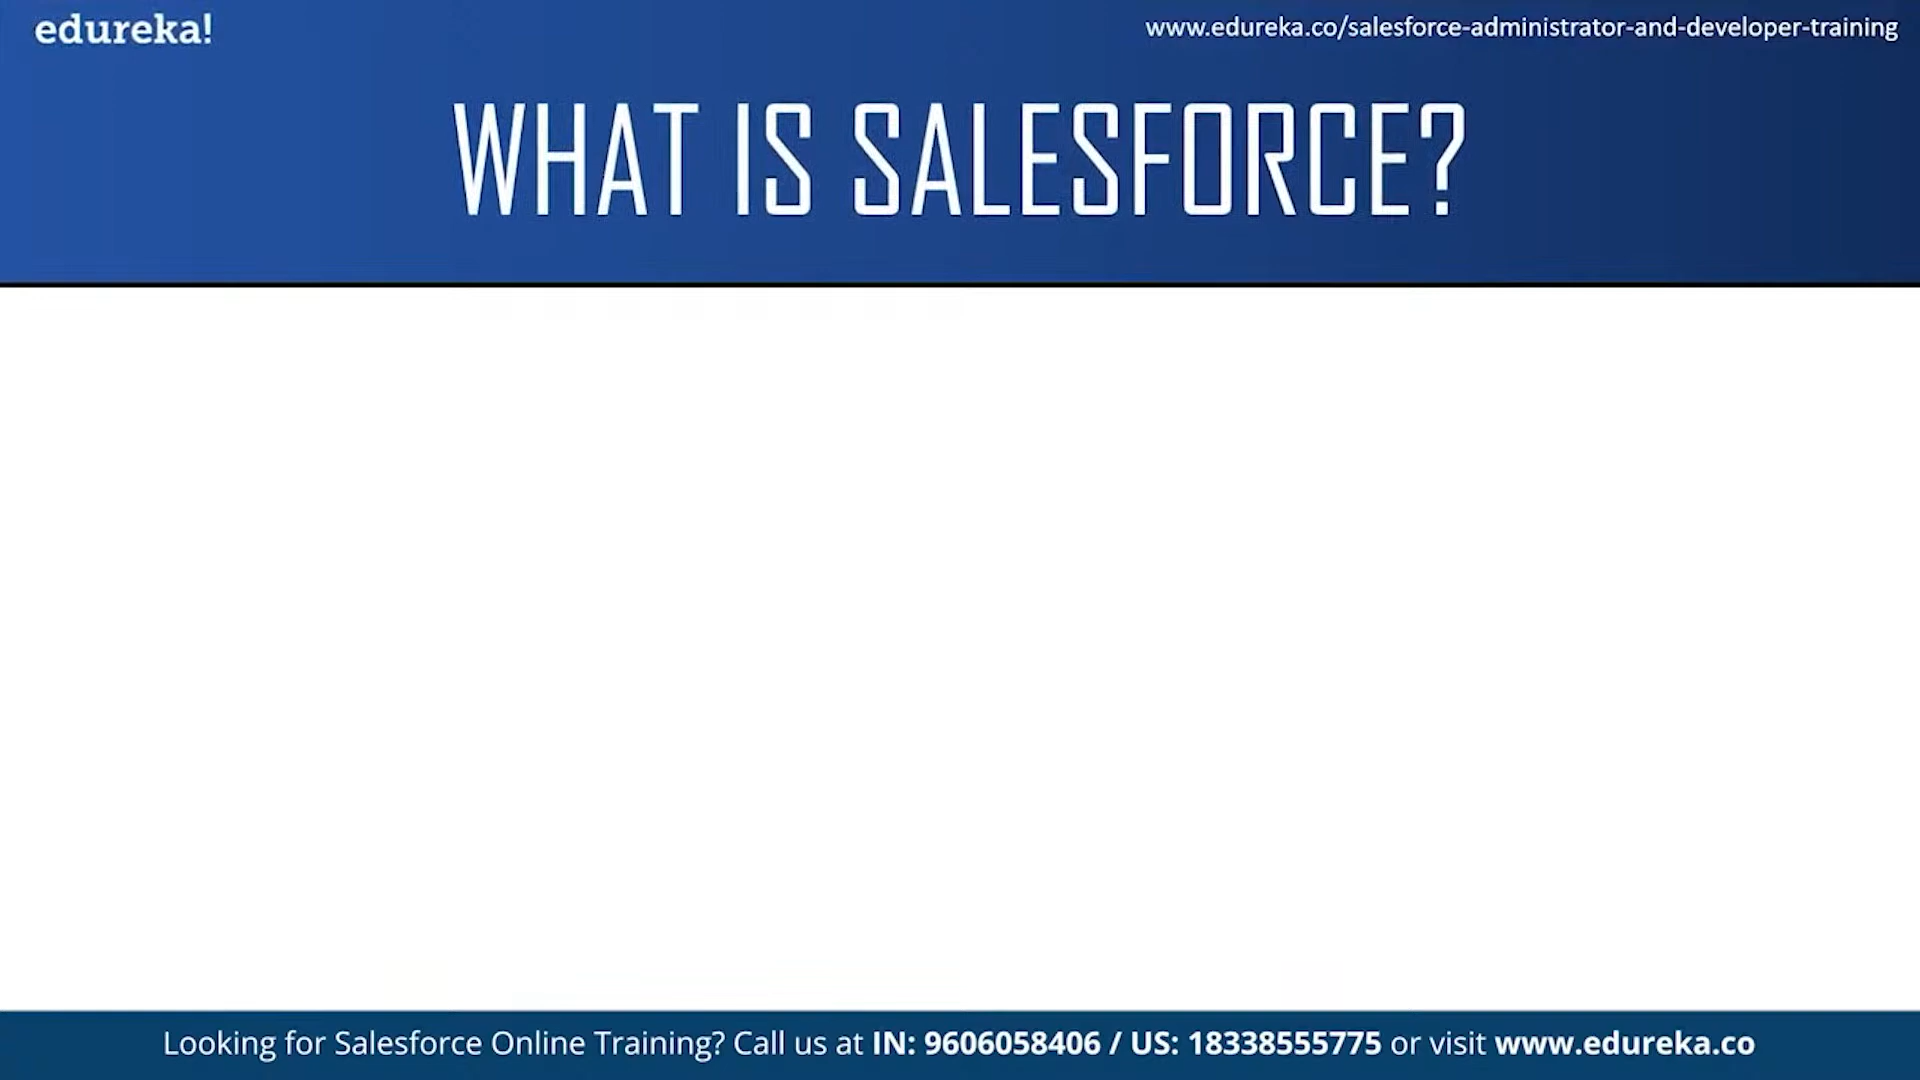 edureka!
www.edureka.co/salesforce-administrator-and-developer-training
WHAT IS SALESFORCE?
Looking for Salesforce Online Training? Call us at IN: 9606058406 / US: 18338555775 or visit www.edureka.co